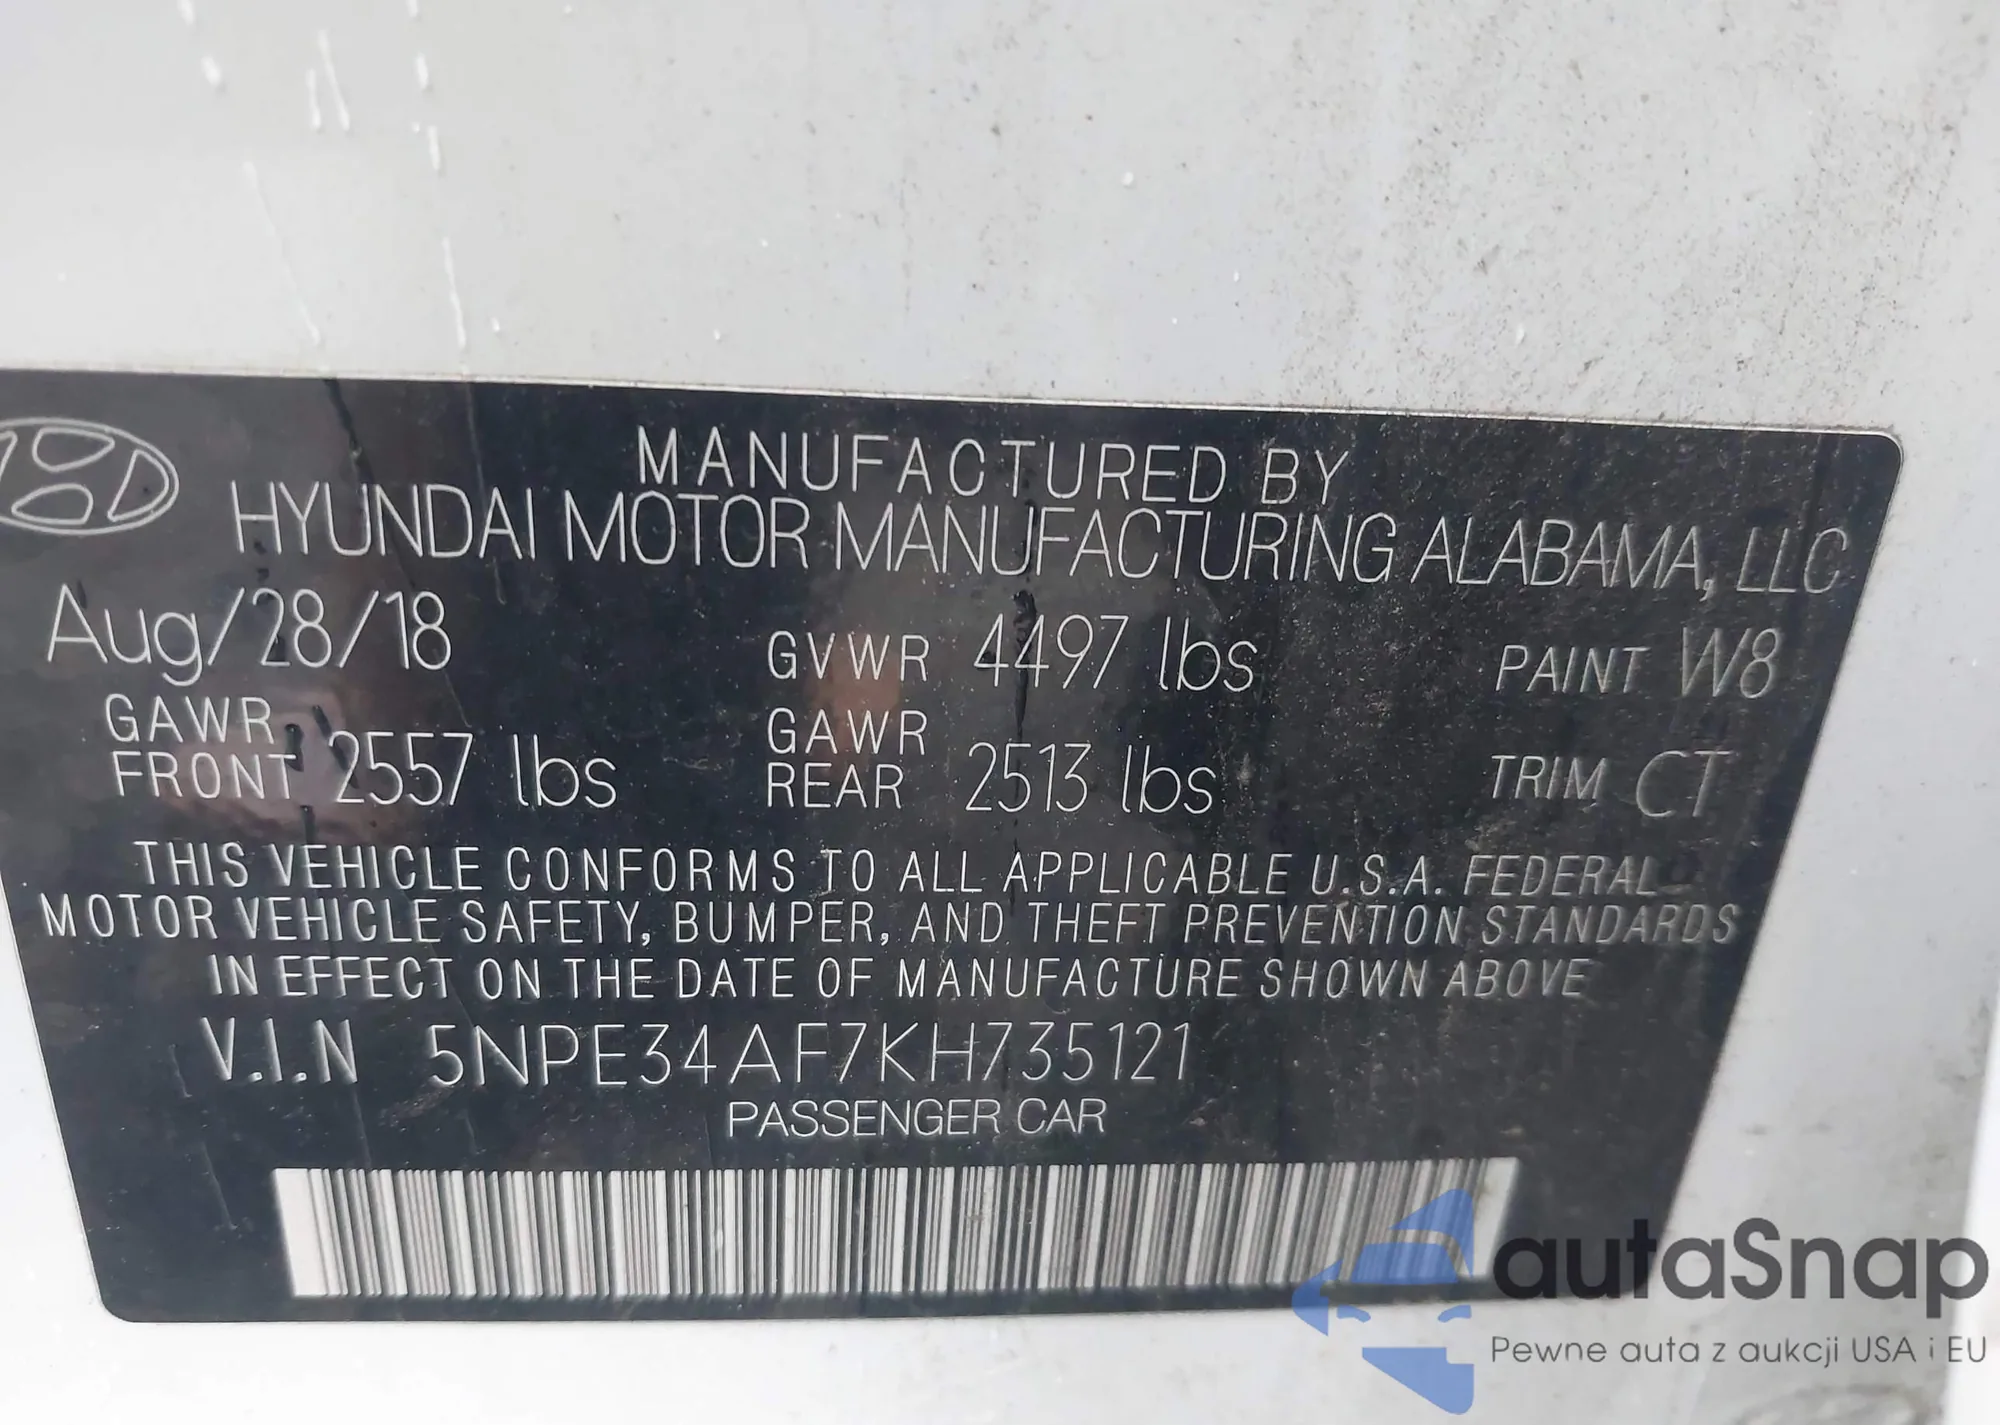 MANUFACTURED BY
HYUNDAI MOTOR MANUFACTURING ALABAMA, LLC
Aug/28/18 GVWR 4497 lbs PAINT W8
GAWR FRONT 2557 lbs GAWR REAR 2513 lbs TRIM CT
THIS VEHICLE CONFORMS TO ALL APPLICABLE U.S.A. FEDERAL
MOTOR VEHICLE SAFETY, BUMPER, AND THEFT PREVENTION STANDARDS
IN EFFECT ON THE DATE OF MANUFACTURE SHOWN ABOVE
V.I.N 5NPE34AF7KH735121
PASSENGER CAR
autaSnap
Pewne auta z aukcji USA i EU